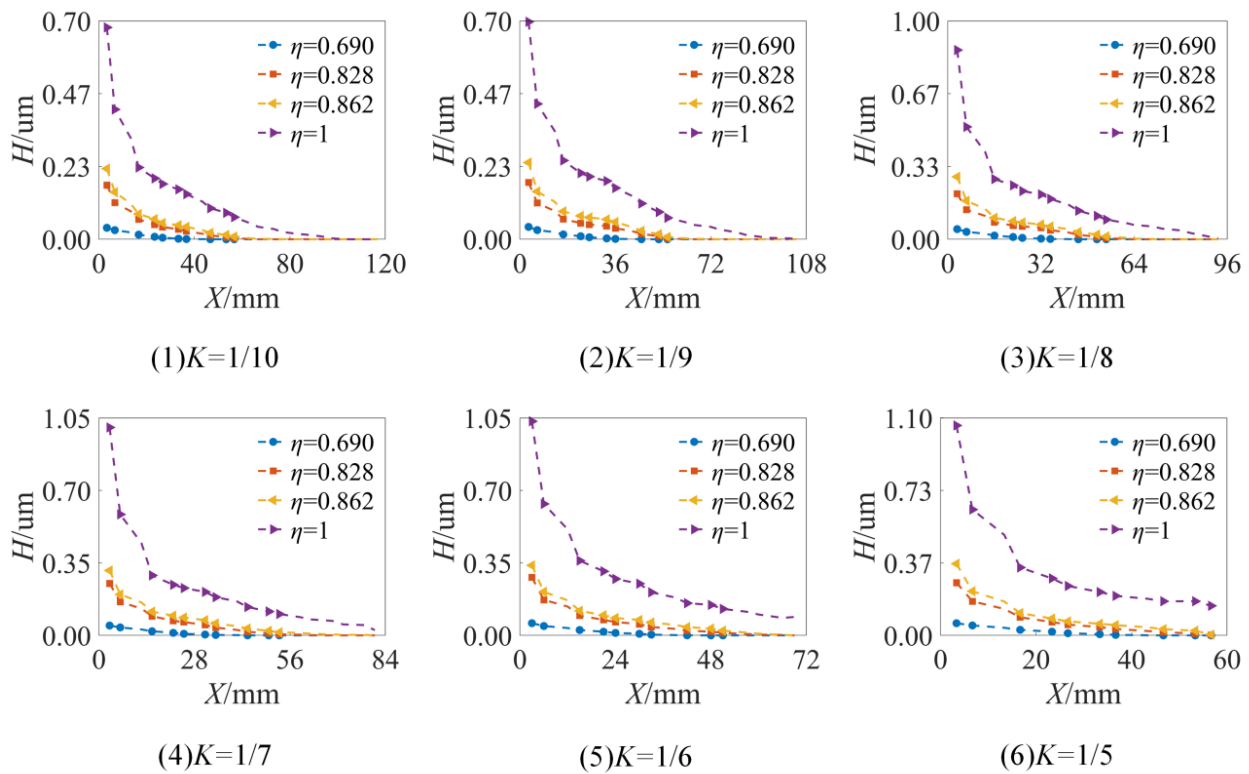 0.70
0.47
0.23
0.00
H/um
η=0.690
η=0.828
η=0.862
η=1
0 40 80 120
X/mm
(1)K=1/10
0.70
0.47
0.23
0.00
H/um
η=0.690
η=0.828
η=0.862
η=1
0 36 72 108
X/mm
(2)K=1/9
1.00
0.67
0.33
0.00
H/um
η=0.690
η=0.828
η=0.862
η=1
0 32 64 96
X/mm
(3)K=1/8
1.05
0.70
0.35
0.00
H/um
η=0.690
η=0.828
η=0.862
η=1
0 28 56 84
X/mm
(4)K=1/7
1.05
0.70
0.35
0.00
H/um
η=0.690
η=0.828
η=0.862
η=1
0 24 48 72
X/mm
(5)K=1/6
1.10
0.73
0.37
0.00
H/um
η=0.690
η=0.828
η=0.862
η=1
0 20 40 60
X/mm
(6)K=1/5